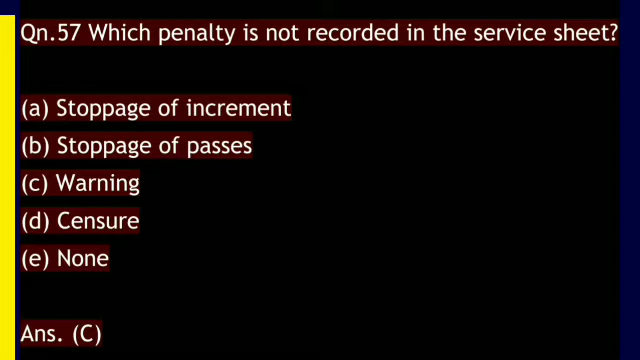 Qn.57 Which penalty is not recorded in the service sheet?
(a) Stoppage of increment
(b) Stoppage of passes
(c) Warning
(d) Censure
(e) None
Ans. (C)